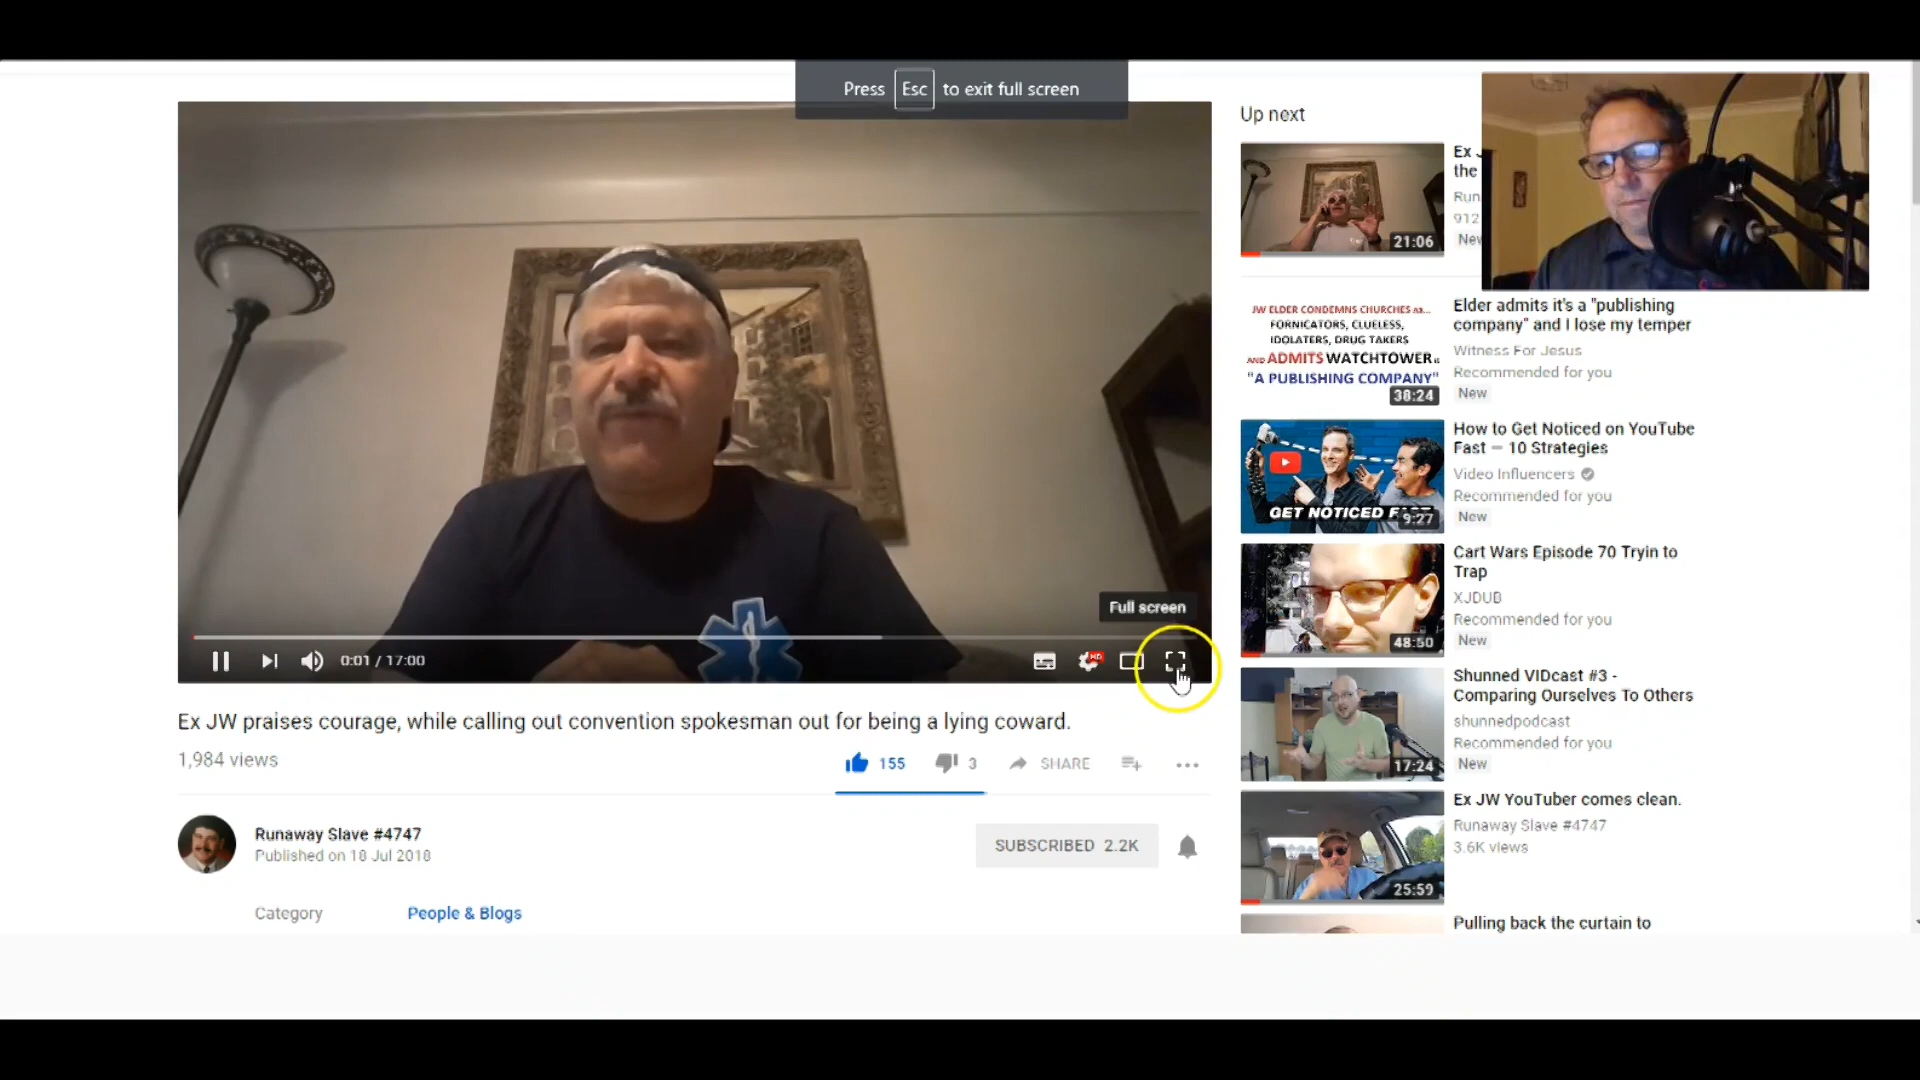 Press Esc to exit full screen
Full screen
0:01 / 17:00
HD
Ex JW praises courage, while calling out convention spokesman out for being a lying coward.
1,984 views
155
3
SHARE
Runaway Slave #4747
Published on 18 Jul 2018
SUBSCRIBED 2.2K
Category
People & Blogs
Up next
21:06
Ex
the
Run
912
New
JW ELDER CONDEMNS CHURCHES AS...
FORNICATORS, CLUELESS,
IDOLATERS, DRUG TAKERS
AND ADMITS WATCHTOWER is
"A PUBLISHING COMPANY"
38:24
Elder admits it's a "publishing
company" and I lose my temper
Witness For Jesus
Recommended for you
New
GET NOTICED
9:27
How to Get Noticed on YouTube
Fast – 10 Strategies
Video Influencers
Recommended for you
New
48:50
Cart Wars Episode 70 Tryin to
Trap
XJDUB
Recommended for you
New
17:24
Shunned VIDcast #3 -
Comparing Ourselves To Others
shunnedpodcast
Recommended for you
New
25:59
Ex JW YouTuber comes clean.
Runaway Slave #4747
3.6K views
Pulling back the curtain to